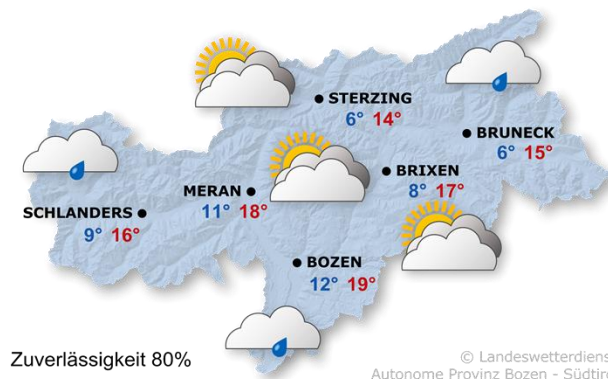 STERZING
6° 14°
BRUNECK
6° 15°
BRIXEN
8° 17°
MERAN
11° 18°
SCHLANDERS
9° 16°
BOZEN
12° 19°
Zuverlässigkeit 80%
© Landeswetterdiens
Autonome Provinz Bozen - Südtiro